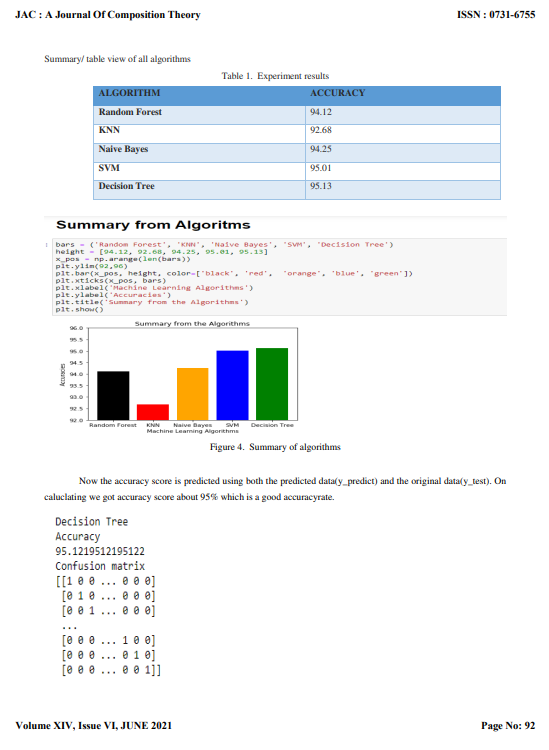 JAC : A Journal Of Composition Theory ISSN : 0731-6755
Summary/ table view of all algorithms
Table 1. Experiment results
ALGORITHM ACCURACY
Random Forest 94.12
KNN 92.68
Naive Bayes 94.25
SVM 95.01
Decision Tree 95.13
Summary from Algoritms
bars = ('Random Forest', 'KNN', 'Naive Bayes', 'SVM', 'Decision Tree')
height = [94.12, 92.68, 94.25, 95.01, 95.13]
x_pos = np.arange(len(bars))
plt.ylim(92,96)
plt.bar(x_pos, height, color=['black', 'red', 'orange', 'blue', 'green'])
plt.xticks(x_pos, bars)
plt.xlabel('Machine Learning Algorithms')
plt.ylabel('Accuracies')
plt.title('Summary from the Algorithms')
plt.show()
Summary from the Algorithms
96.0
95.5
95.0
94.5
94.0
93.5
93.0
92.5
92.0
Accuracies
Random Forest KNN Naive Bayes SVM Decision Tree
Machine Learning Algorithms
Figure 4. Summary of algorithms
Now the accuracy score is predicted using both the predicted data(y_predict) and the original data(y_test). On
caluclating we got accuracy score about 95% which is a good accuracyrate.
Decision Tree
Accuracy
95.1219512195122
Confusion matrix
[[1 0 0 ... 0 0 0]
[0 1 0 ... 0 0 0]
[0 0 1 ... 0 0 0]
...
[0 0 0 ... 1 0 0]
[0 0 0 ... 0 1 0]
[0 0 0 ... 0 0 1]]
Volume XIV, Issue VI, JUNE 2021 Page No: 92